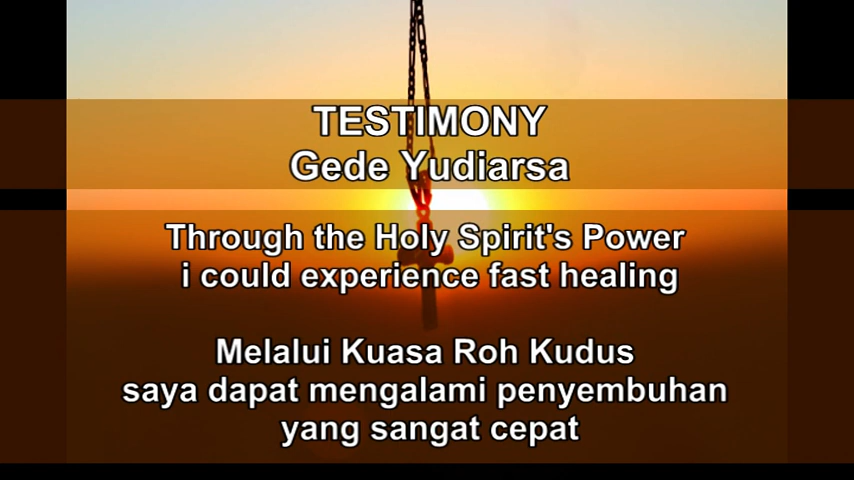 TESTIMONY
Gede Yudiarsa
Through the Holy Spirit's Power
i could experience fast healing
Melalui Kuasa Roh Kudus
saya dapat mengalami penyembuhan
yang sangat cepat